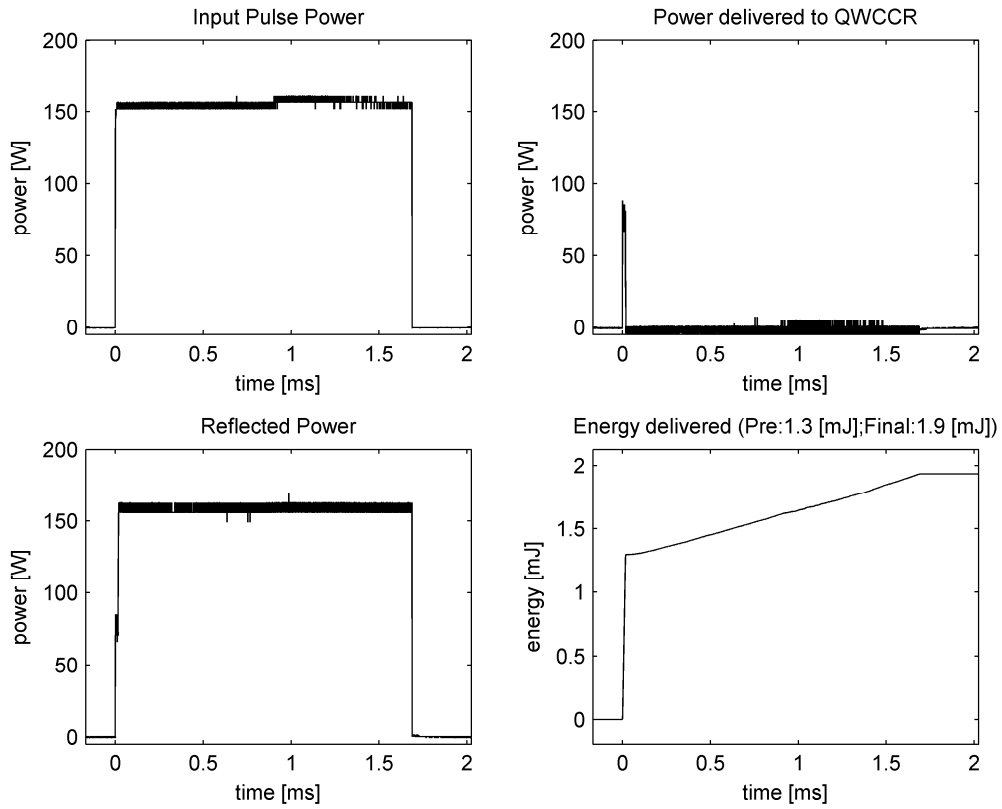 Input Pulse Power
200
150
100
50
0
power [W]
0 0.5 1 1.5 2
time [ms]
Power delivered to QWCCR
200
150
100
50
0
power [W]
0 0.5 1 1.5 2
time [ms]
Reflected Power
200
150
100
50
0
power [W]
0 0.5 1 1.5 2
time [ms]
Energy delivered (Pre:1.3 [mJ];Final:1.9 [mJ])
2
1.5
1
0.5
0
energy [mJ]
0 0.5 1 1.5 2
time [ms]